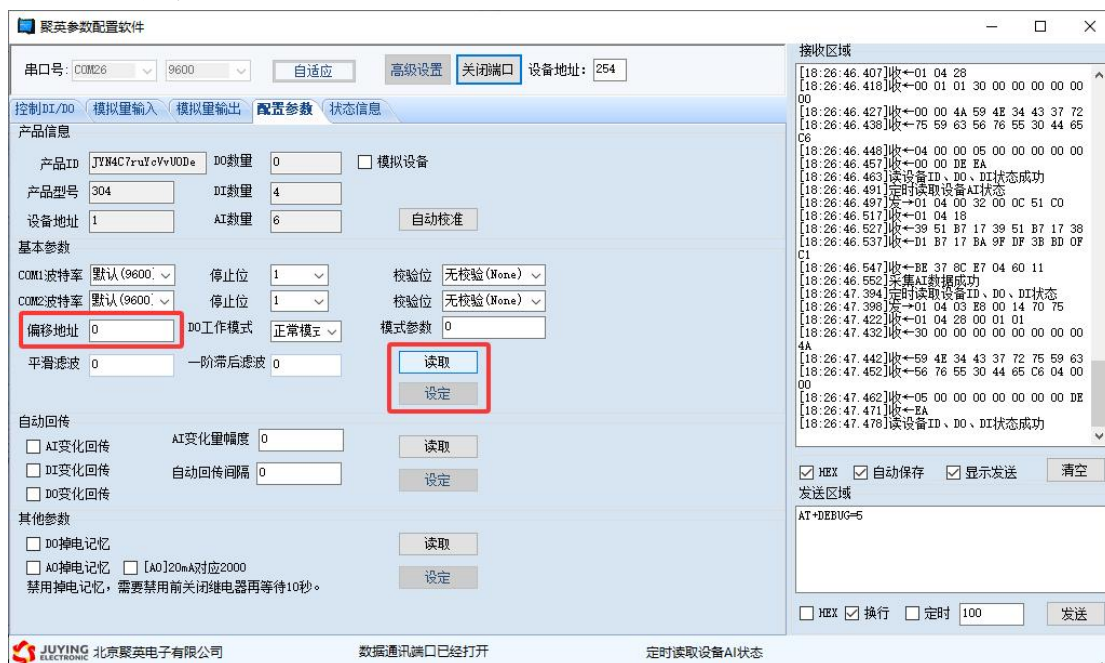 聚英参数配置软件
串口号: COM26 9600 自适应 高级设置 关闭端口 设备地址: 254
控制DI/DO 模拟量输入 模拟量输出 配置参数 状态信息
产品信息
产品ID JYN4C7ruYcVvU0De DO数量 0 模拟设备
产品型号 304 DI数量 4
设备地址 1 AI数量 6 自动校准
基本参数
COM1波特率 默认(9600) 停止位 1 校验位 无校验(None)
COM2波特率 默认(9600) 停止位 1 校验位 无校验(None)
偏移地址 0 DO工作模式 正常模式 模式参数 0
平滑滤波 0 一阶滞后滤波 0 读取
设定
自动回传
AI变化回传 AI变化量幅度 0 读取
DI变化回传 自动回传间隔 0 设定
DO变化回传
其他参数
DO掉电记忆 读取
AO掉电记忆 [AO]20mA对应2000 设定
禁用掉电记忆，需要禁用前关闭继电器再等待10秒。
JUYING ELECTRONIC 北京聚英电子有限公司 数据通讯端口已经打开 定时读取设备AI状态
接收区域
[18:26:46.407]收←01 04 28
[18:26:46.418]收←00 01 01 30 00 00 00 00 00
00
[18:26:46.427]收←00 00 4A 59 4E 34 43 37 72
[18:26:46.438]收←75 59 63 56 76 55 30 44 65
C6
[18:26:46.448]收←04 00 00 05 00 00 00 00 00
[18:26:46.457]收←00 00 DE EA
[18:26:46.463]读设备ID、DO、DI状态成功
[18:26:46.491]定时读取设备AI状态
[18:26:46.497]发→01 04 00 32 00 0C 51 C0
[18:26:46.517]收←01 04 18
[18:26:46.527]收←39 51 B7 17 39 51 B7 17 38
[18:26:46.537]收←D1 B7 17 BA 9F DF 3B BD 0F
C1
[18:26:46.547]收←BE 37 8C E7 04 60 11
[18:26:46.552]采集AI数据成功
[18:26:47.394]定时读取设备ID、DO、DI状态
[18:26:47.398]发→01 04 03 E8 00 14 70 75
[18:26:47.422]收←01 04 28 00 01 01
[18:26:47.432]收←30 00 00 00 00 00 00 00 00
4A
[18:26:47.442]收←59 4E 34 43 37 72 75 59 63
[18:26:47.452]收←56 76 55 30 44 65 C6 04 00
00
[18:26:47.462]收←05 00 00 00 00 00 00 00 DE
[18:26:47.471]收←EA
[18:26:47.478]读设备ID、DO、DI状态成功
HEX 自动保存 显示发送 清空
发送区域
AT+DEBUG=5
HEX 换行 定时 100 发送